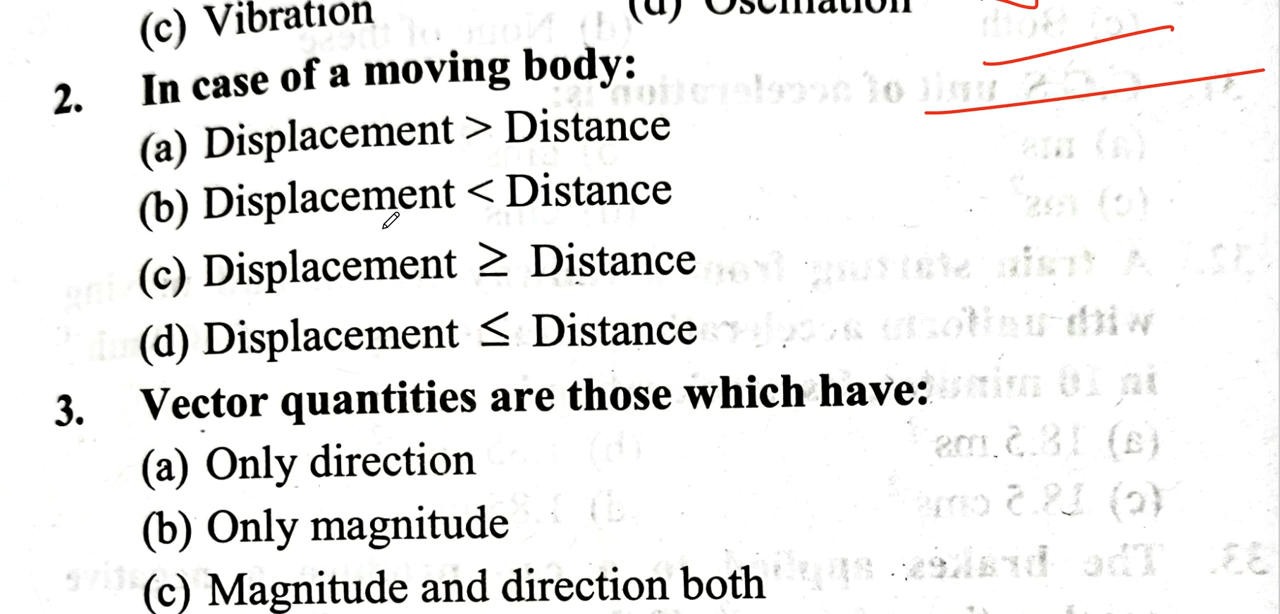 (c) Vibration (d) Oscillation
2. In case of a moving body:
(a) Displacement > Distance
(b) Displacement < Distance
(c) Displacement ≥ Distance
(d) Displacement ≤ Distance
3. Vector quantities are those which have:
(a) Only direction
(b) Only magnitude
(c) Magnitude and direction both